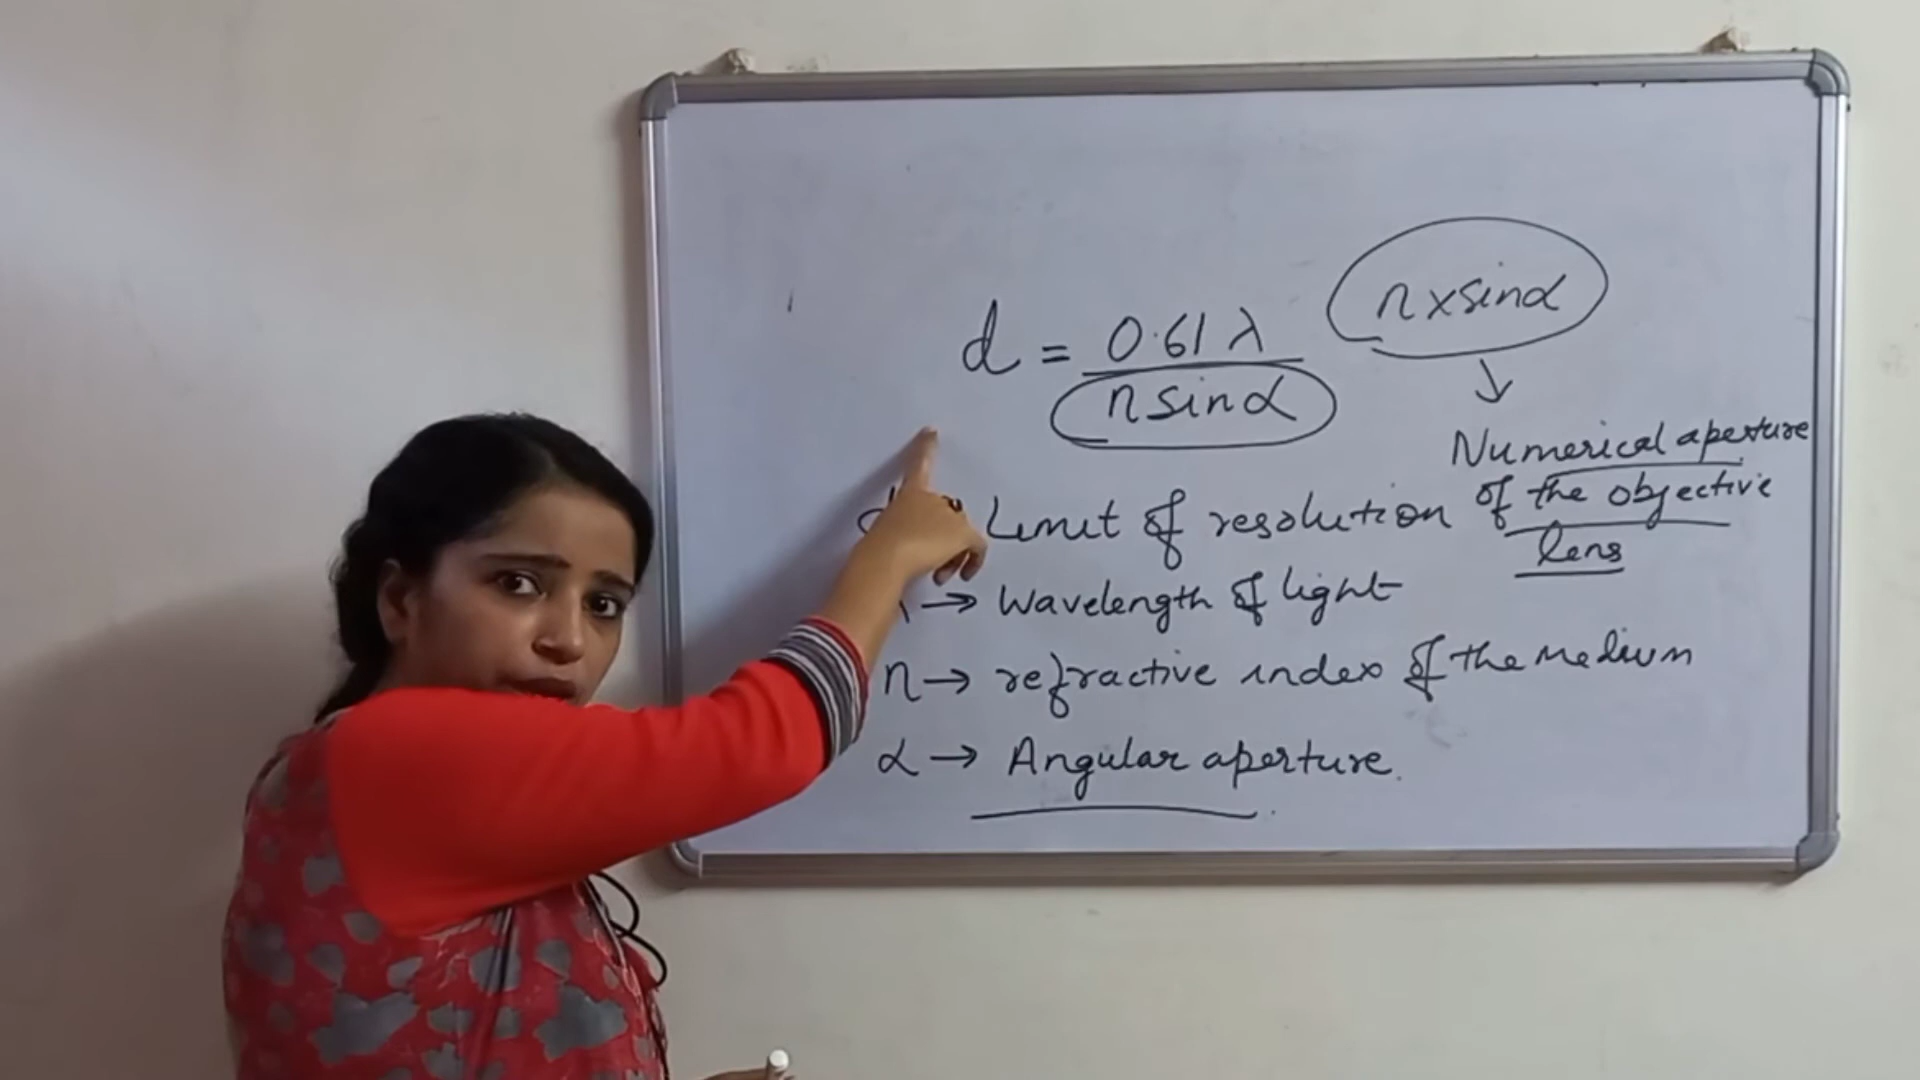 d = 0.61 λ / n sin α
n x sin α
↓
Numerical aperture
of the objective
lens
Limit of resolution
→ Wavelength of light
n → refractive index of the medium
α → Angular aperture.